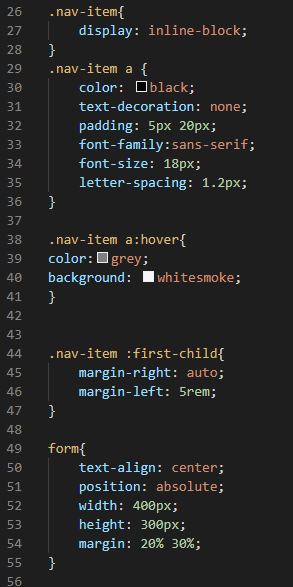 26 .nav-item{
27     display: inline-block;
28 }
29 .nav-item a {
30     color: black;
31     text-decoration: none;
32     padding: 5px 20px;
33     font-family:sans-serif;
34     font-size: 18px;
35     letter-spacing: 1.2px;
36 }
37
38 .nav-item a:hover{
39 color:grey;
40 background: whitesmoke;
41 }
42
43
44 .nav-item :first-child{
45     margin-right: auto;
46     margin-left: 5rem;
47 }
48
49 form{
50     text-align: center;
51     position: absolute;
52     width: 400px;
53     height: 300px;
54     margin: 20% 30%;
55 }
56